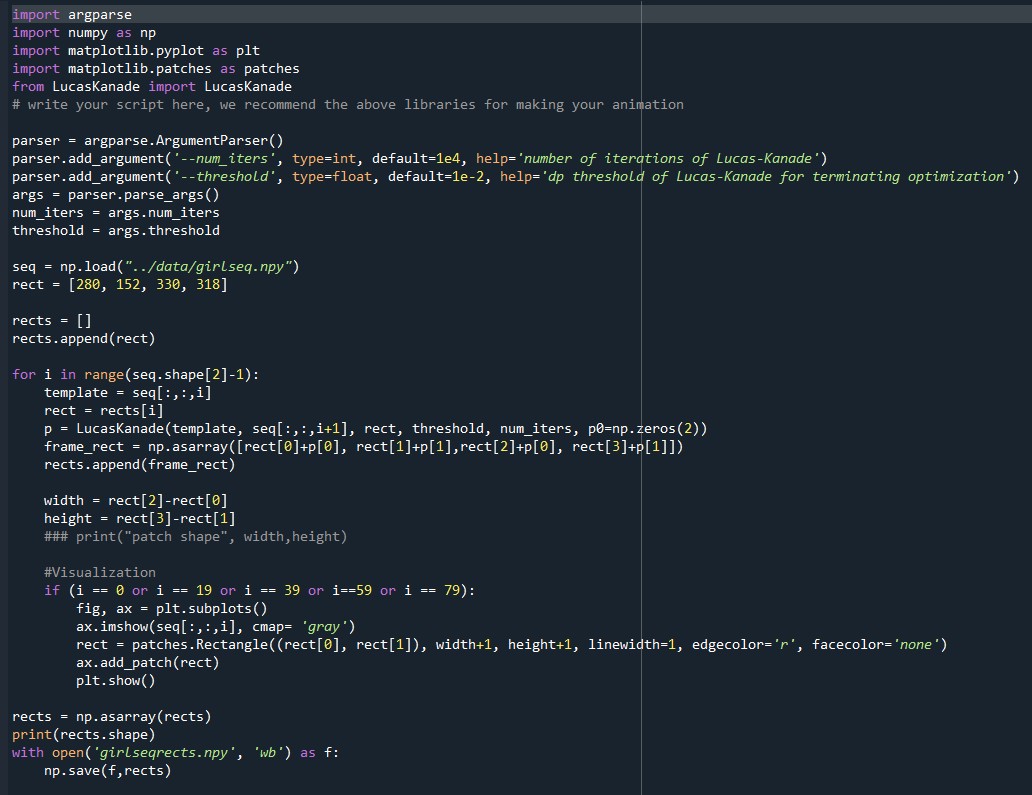 import argparse
import numpy as np
import matplotlib.pyplot as plt
import matplotlib.patches as patches
from LucasKanade import LucasKanade
# write your script here, we recommend the above libraries for making your animation

parser = argparse.ArgumentParser()
parser.add_argument('--num_iters', type=int, default=1e4, help='number of iterations of Lucas-Kanade')
parser.add_argument('--threshold', type=float, default=1e-2, help='dp threshold of Lucas-Kanade for terminating optimization')
args = parser.parse_args()
num_iters = args.num_iters
threshold = args.threshold

seq = np.load("../data/girlseq.npy")
rect = [280, 152, 330, 318]

rects = []
rects.append(rect)

for i in range(seq.shape[2]-1):
    template = seq[:,:,i]
    rect = rects[i]
    p = LucasKanade(template, seq[:,:,i+1], rect, threshold, num_iters, p0=np.zeros(2))
    frame_rect = np.asarray([rect[0]+p[0], rect[1]+p[1],rect[2]+p[0], rect[3]+p[1]])
    rects.append(frame_rect)

    width = rect[2]-rect[0]
    height = rect[3]-rect[1]
    ### print("patch shape", width,height)

    #Visualization
    if (i == 0 or i == 19 or i == 39 or i==59 or i == 79):
        fig, ax = plt.subplots()
        ax.imshow(seq[:,:,i], cmap= 'gray')
        rect = patches.Rectangle((rect[0], rect[1]), width+1, height+1, linewidth=1, edgecolor='r', facecolor='none')
        ax.add_patch(rect)
        plt.show()

rects = np.asarray(rects)
print(rects.shape)
with open('girlseqrects.npy', 'wb') as f:
    np.save(f,rects)